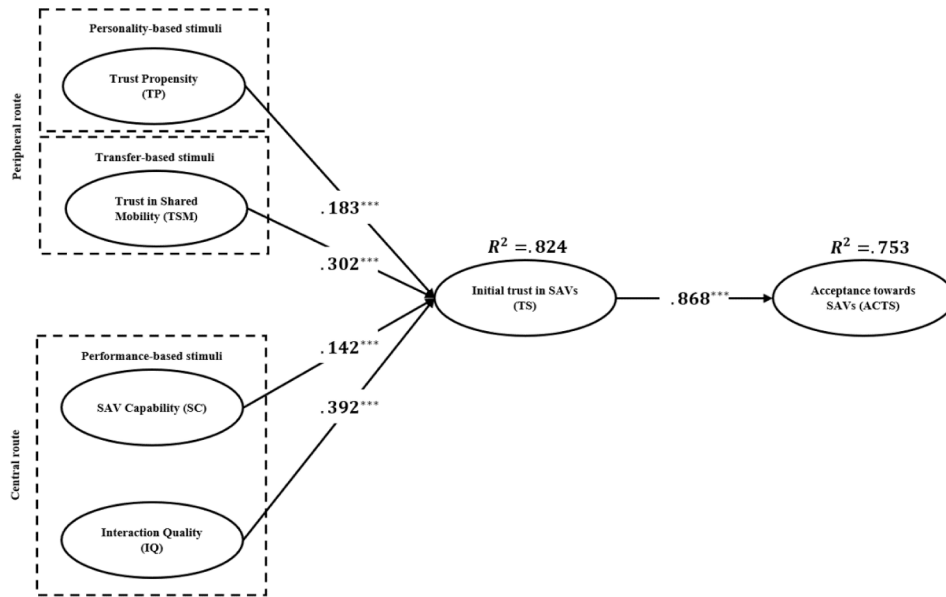 Peripheral route
Personality-based stimuli
Trust Propensity
(TP)
Transfer-based stimuli
Trust in Shared
Mobility (TSM)
.183***
.302***
.142***
.392***
Central route
Performance-based stimuli
SAV Capability (SC)
Interaction Quality
(IQ)
R² =.824
Initial trust in SAVs
(TS)
.868***
R² =.753
Acceptance towards
SAVs (ACTS)